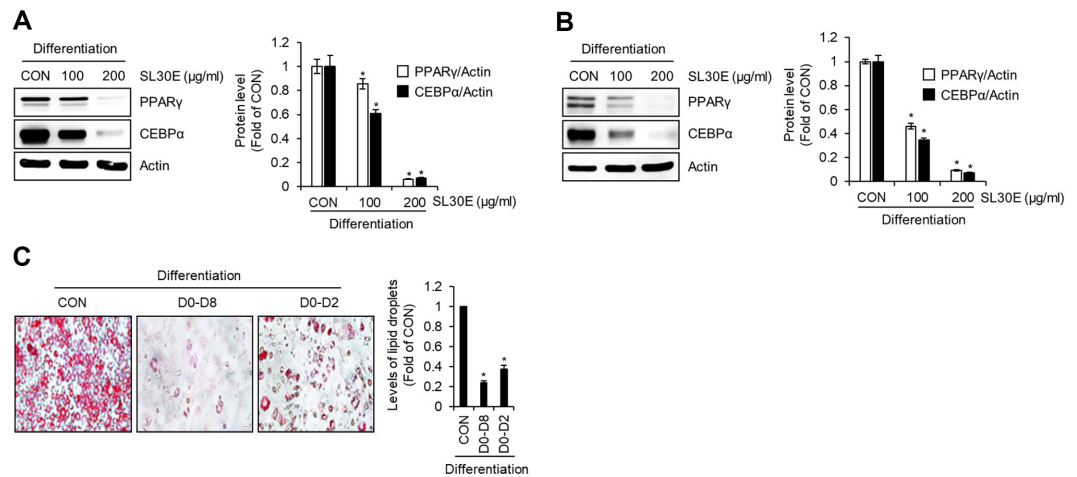 A
Differentiation
CON 100 200 SL30E (µg/ml)
PPARγ
CEBPα
Actin
Protein level
(Fold of CON)
1.2
1
0.8
0.6
0.4
0.2
0
* * * *
PPARγ/Actin
CEBPα/Actin
CON 100 200 SL30E (µg/ml)
Differentiation
B
Differentiation
CON 100 200 SL30E (µg/ml)
PPARγ
CEBPα
Actin
Protein level
(Fold of CON)
1.2
1
0.8
0.6
0.4
0.2
0
* * * *
PPARγ/Actin
CEBPα/Actin
CON 100 200 SL30E (µg/ml)
Differentiation
C
Differentiation
CON D0-D8 D0-D2
Levels of lipid droplets
(Fold of CON)
1.2
1
0.8
0.6
0.4
0.2
0
* *
CON
D0-D8
D0-D2
Differentiation